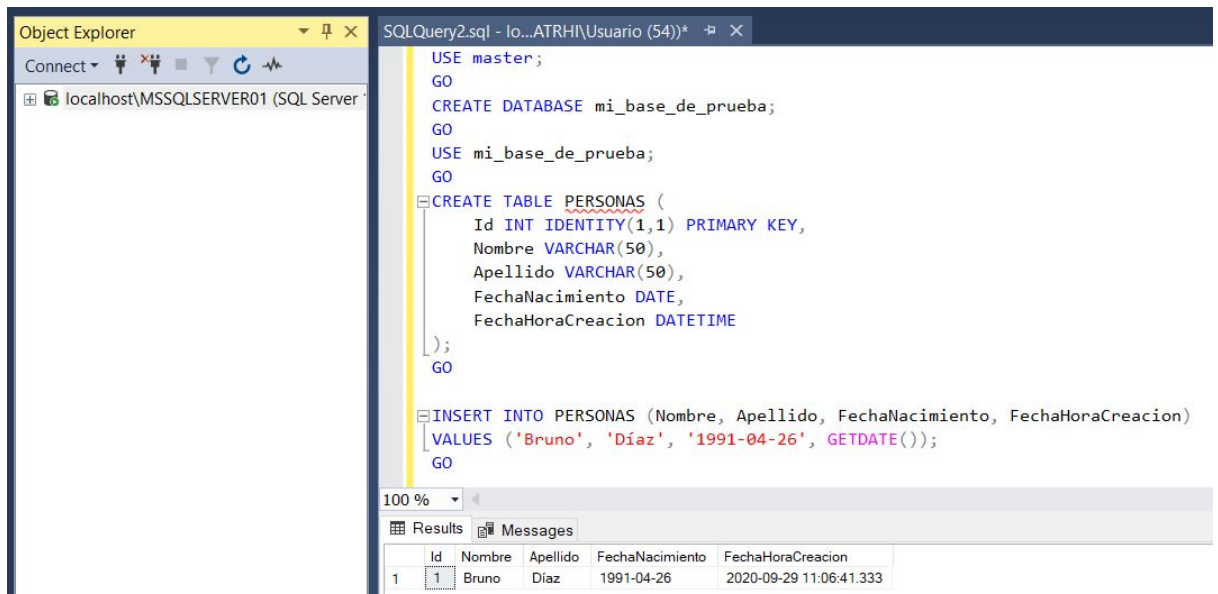 Object Explorer
Connect
localhost\MSSQLSERVER01 (SQL Server
SQLQuery2.sql - lo...ATRHI\Usuario (54))*
USE master;
GO
CREATE DATABASE mi_base_de_prueba;
GO
USE mi_base_de_prueba;
GO
CREATE TABLE PERSONAS (
Id INT IDENTITY(1,1) PRIMARY KEY,
Nombre VARCHAR(50),
Apellido VARCHAR(50),
FechaNacimiento DATE,
FechaHoraCreacion DATETIME
);
GO
INSERT INTO PERSONAS (Nombre, Apellido, FechaNacimiento, FechaHoraCreacion)
VALUES ('Bruno', 'Díaz', '1991-04-26', GETDATE());
GO
100 %
Results Messages
Id Nombre Apellido FechaNacimiento FechaHoraCreacion
1 1 Bruno Díaz 1991-04-26 2020-09-29 11:06:41.333